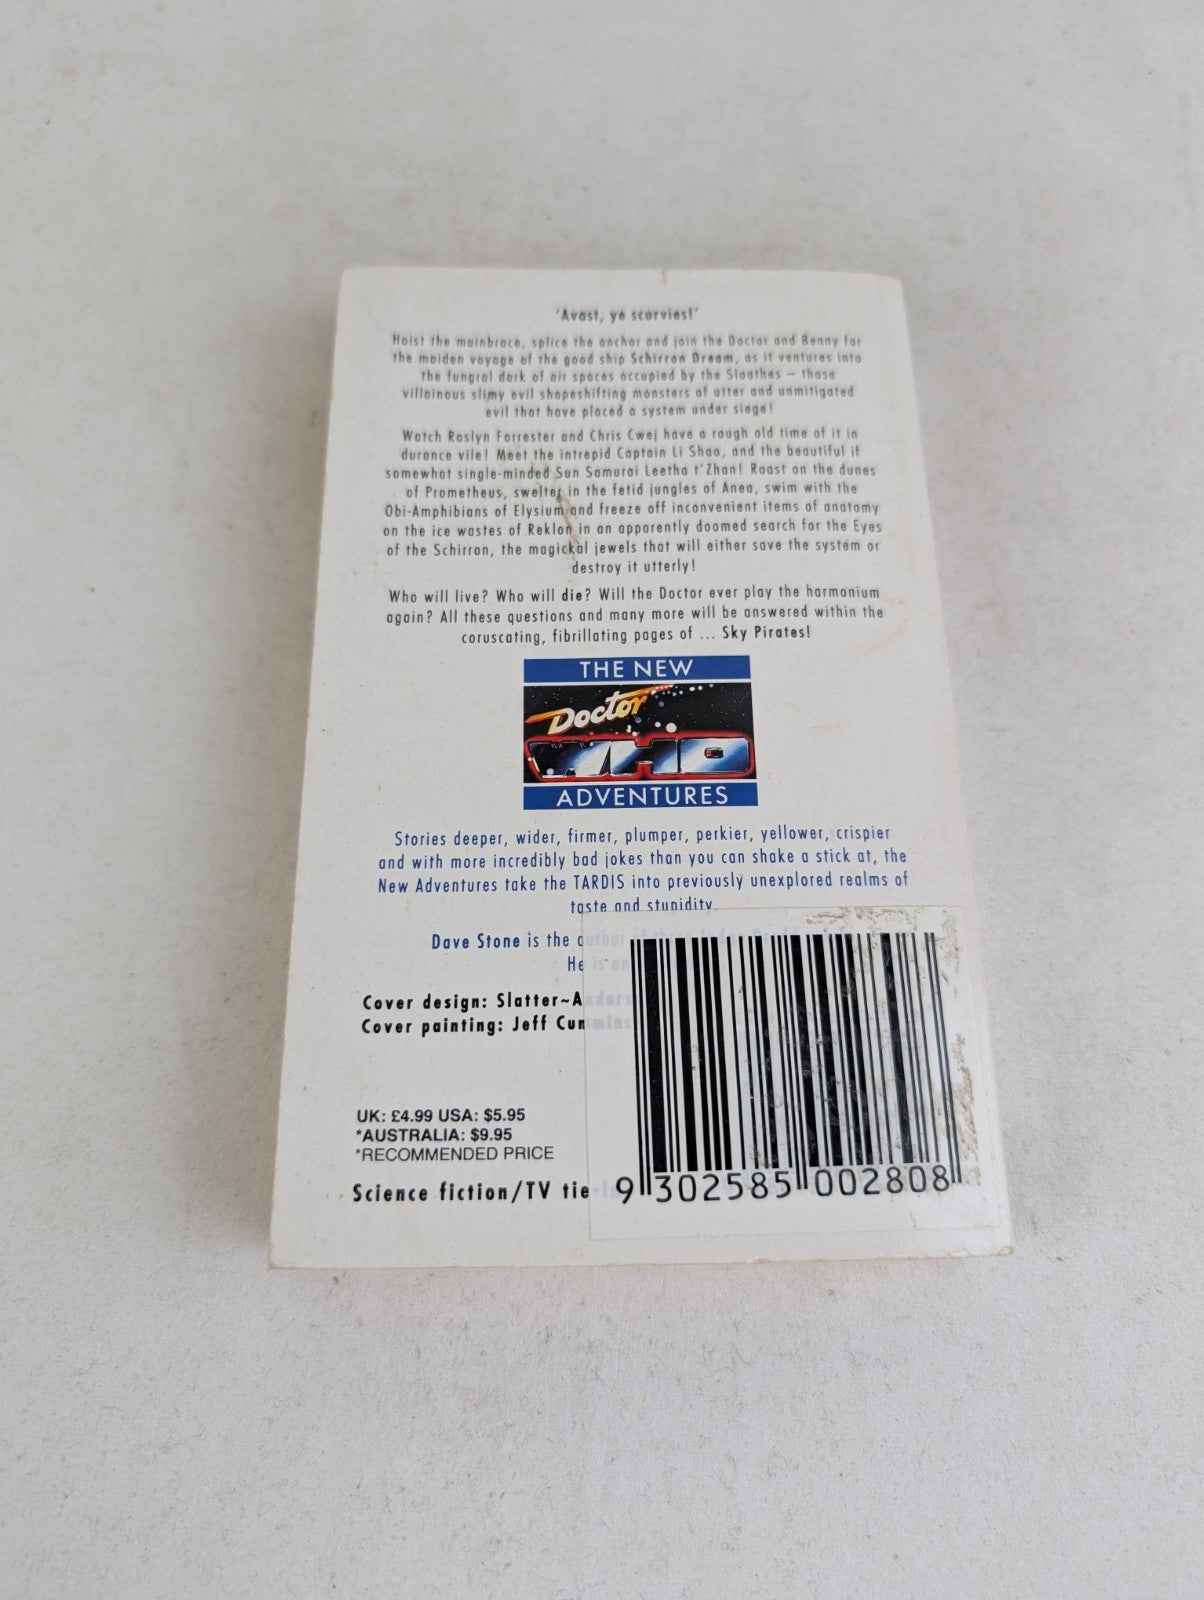 'Avast, ye scurvies!'
Hoist the mainbrace, splice the anchor and join the Doctor and Benny for
the maiden voyage of the good ship Schirron Dream, as it ventures into
the fungral dark of air spaces occupied by the Sloathes – those
villainous slimy evil shapeshifting monsters of utter and unmitigated
evil that have placed a system under siege!
Watch Roslyn Forrester and Chris Cwej have a rough old time of it in
durance vile! Meet the intrepid Captain Li Shao, and the beautiful if
somewhat single-minded Sun Samurai Leetha t'Zhan! Roast on the dunes
of Prometheus, swelter in the fetid jungles of Anea, swim with the
Obi-Amphibians of Elysium and freeze off inconvenient items of anatomy
on the ice wastes of Reklon in an apparently doomed search for the Eyes
of the Schirron, the magickal jewels that will either save the system or
destroy it utterly!
Who will live? Who will die? Will the Doctor ever play the harmonium
again? All these questions and many more will be answered within the
coruscating, fibrillating pages of ... Sky Pirates!
THE NEW
Doctor
WHO
ADVENTURES
Stories deeper, wider, firmer, plumper, perkier, yellower, crispier
and with more incredibly bad jokes than you can shake a stick at, the
New Adventures take the TARDIS into previously unexplored realms of
taste and stupidity
Dave Stone is the author of three
He is one
Cover design: Slatter~Anderson
Cover painting: Jeff Cummins
UK: £4.99 USA: $5.95
*AUSTRALIA: $9.95
*RECOMMENDED PRICE
Science fiction/TV tie-in
9 302585 002808